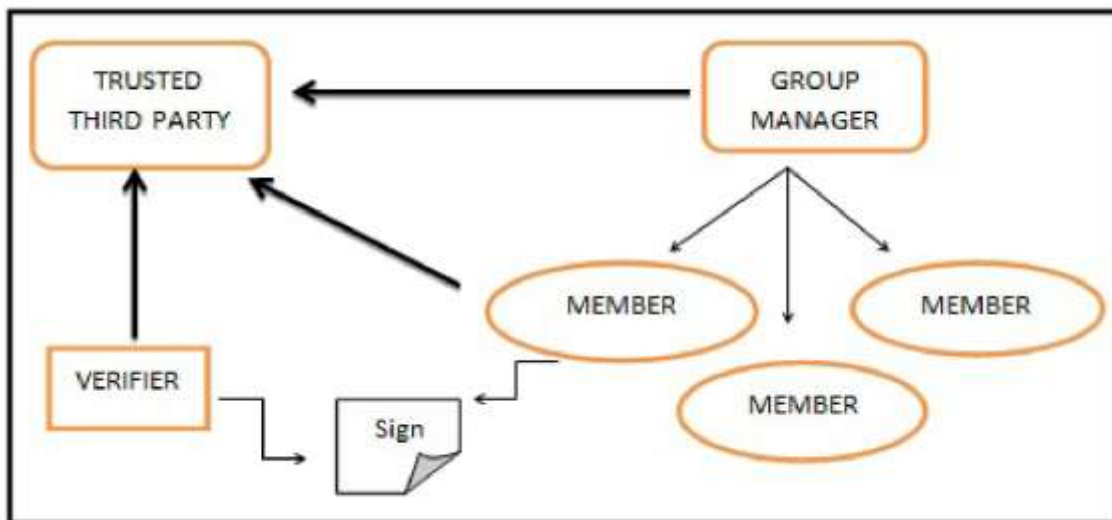 TRUSTED
THIRD PARTY
GROUP
MANAGER
MEMBER
MEMBER
VERIFIER
MEMBER
Sign